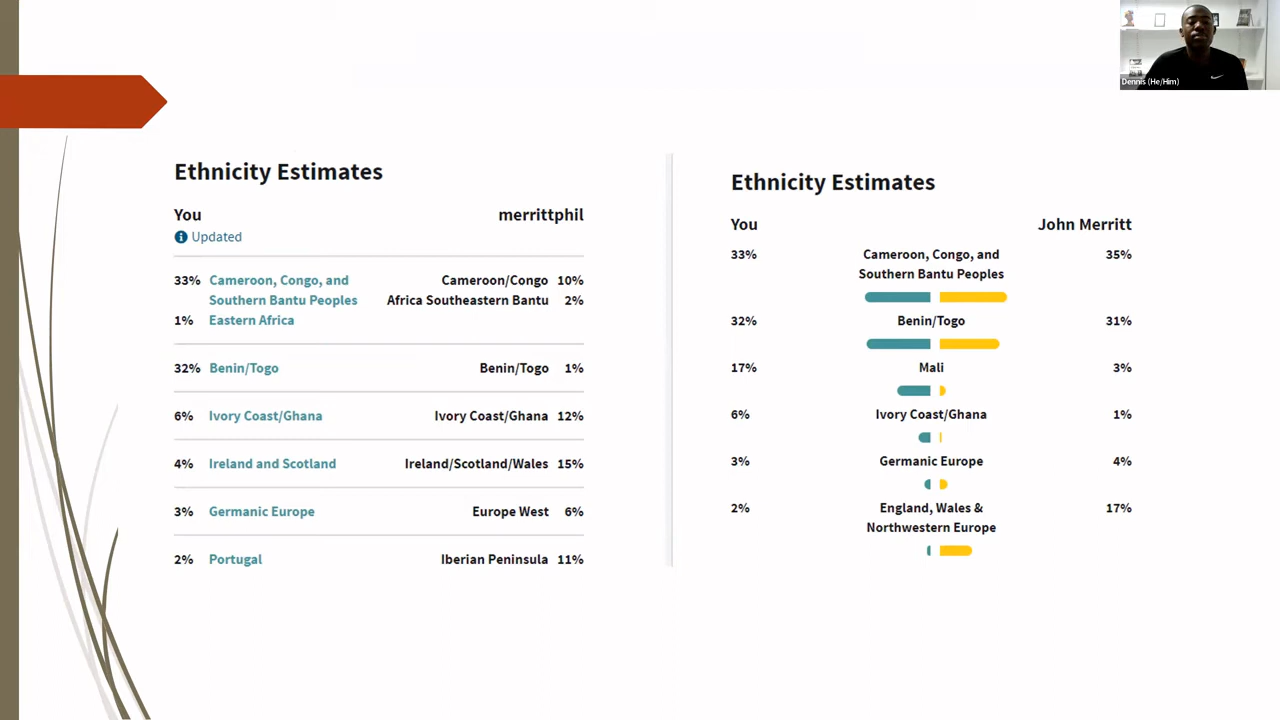 Dennis (He/Him)
Ethnicity Estimates
You merrittphil
Updated
33% Cameroon, Congo, and Cameroon/Congo 10%
Southern Bantu Peoples Africa Southeastern Bantu 2%
1% Eastern Africa
32% Benin/Togo Benin/Togo 1%
6% Ivory Coast/Ghana Ivory Coast/Ghana 12%
4% Ireland and Scotland Ireland/Scotland/Wales 15%
3% Germanic Europe Europe West 6%
2% Portugal Iberian Peninsula 11%
Ethnicity Estimates
You John Merritt
33% Cameroon, Congo, and 35%
Southern Bantu Peoples
32% Benin/Togo 31%
17% Mali 3%
6% Ivory Coast/Ghana 1%
3% Germanic Europe 4%
2% England, Wales & 17%
Northwestern Europe